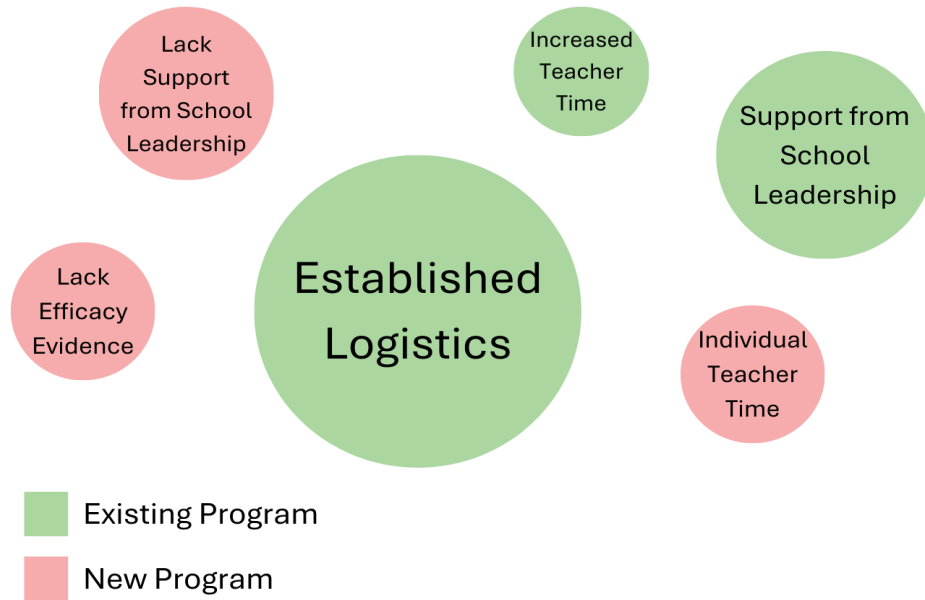 Lack
Support
from School
Leadership
Increased
Teacher
Time
Support from
School
Leadership
Established
Logistics
Lack
Efficacy
Evidence
Individual
Teacher
Time
Existing Program
New Program